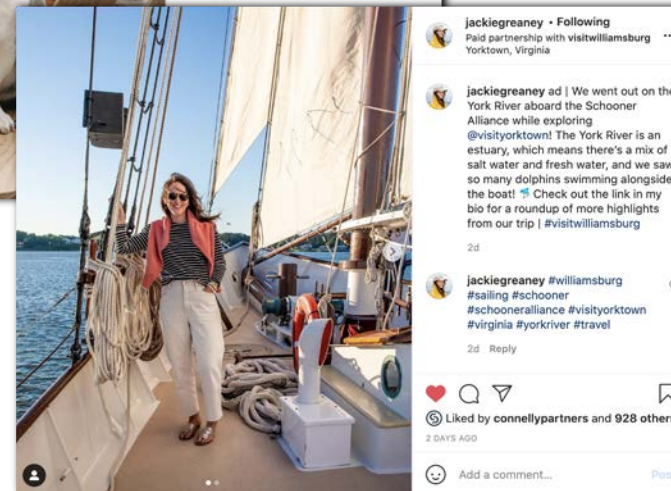 jackiegreaney • Following
Paid partnership with visitwilliamsburg
Yorktown, Virginia
jackiegreaney ad | We went out on the
York River aboard the Schooner
Alliance while exploring
@visityorktown! The York River is an
estuary, which means there's a mix of
salt water and fresh water, and we saw
so many dolphins swimming alongside
the boat! 🐬 Check out the link in my
bio for a roundup of more highlights
from our trip | #visitwilliamsburg
2d
jackiegreaney #williamsburg
#sailing #schooner
#schooneralliance #visityorktown
#virginia #yorkriver #travel
2d Reply
Liked by connellypartners and 928 others
2 DAYS AGO
Add a comment...
Pos